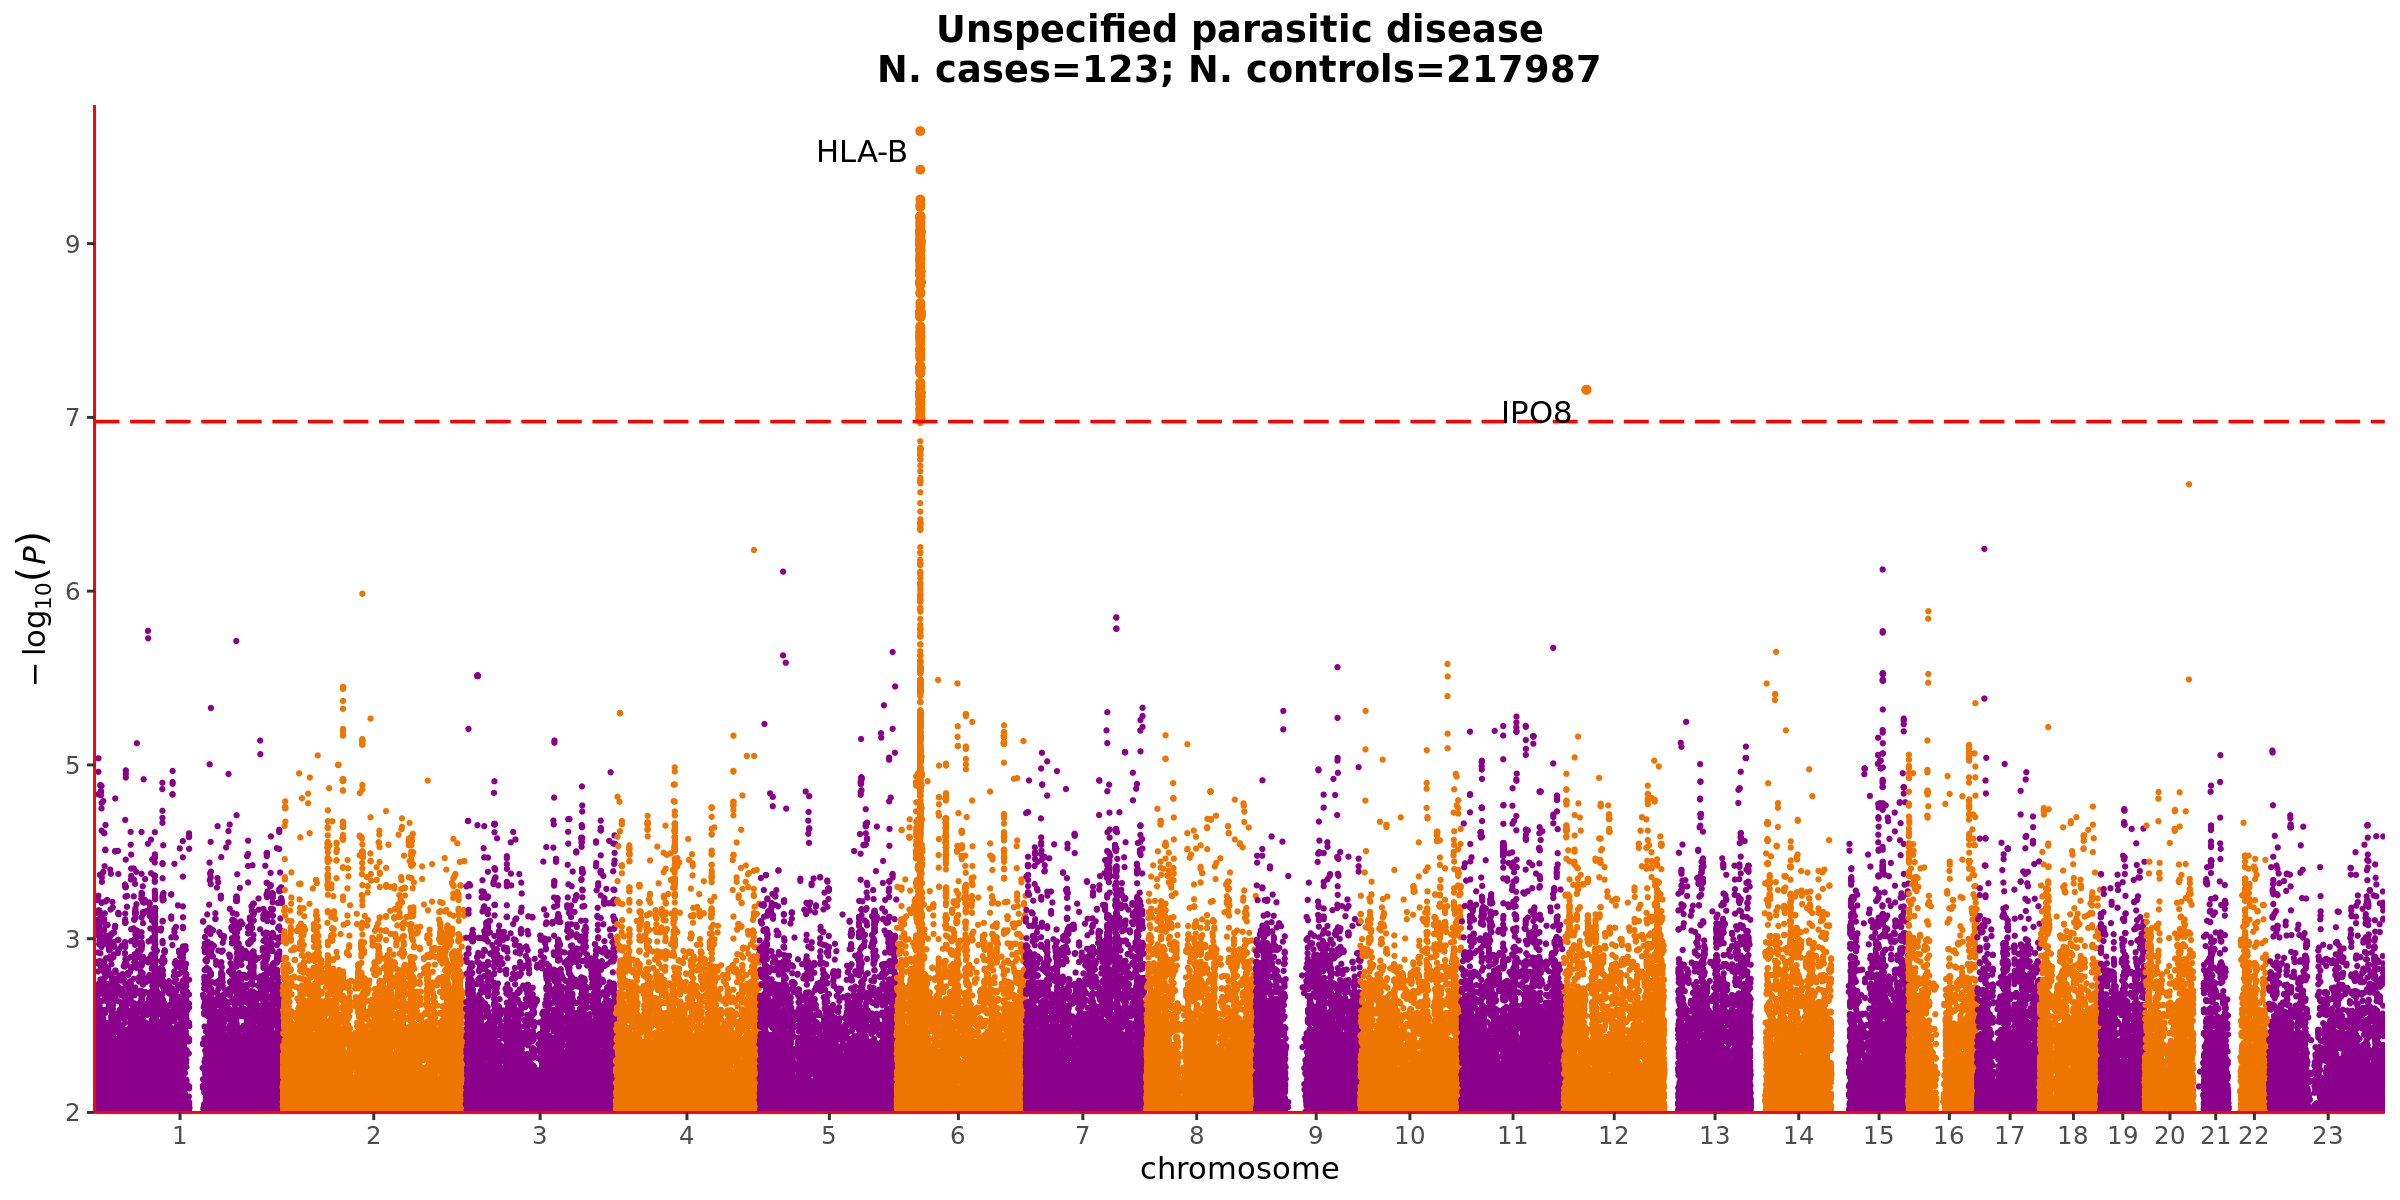 Unspecified parasitic disease
N. cases=123; N. controls=217987
HLA-B
IPO8
9
7
6
5
3
2
−log10(P)
1 2 3 4 5 6 7 8 9 10 11 12 13 14 15 16 17 18 19 20 21 22 23
chromosome